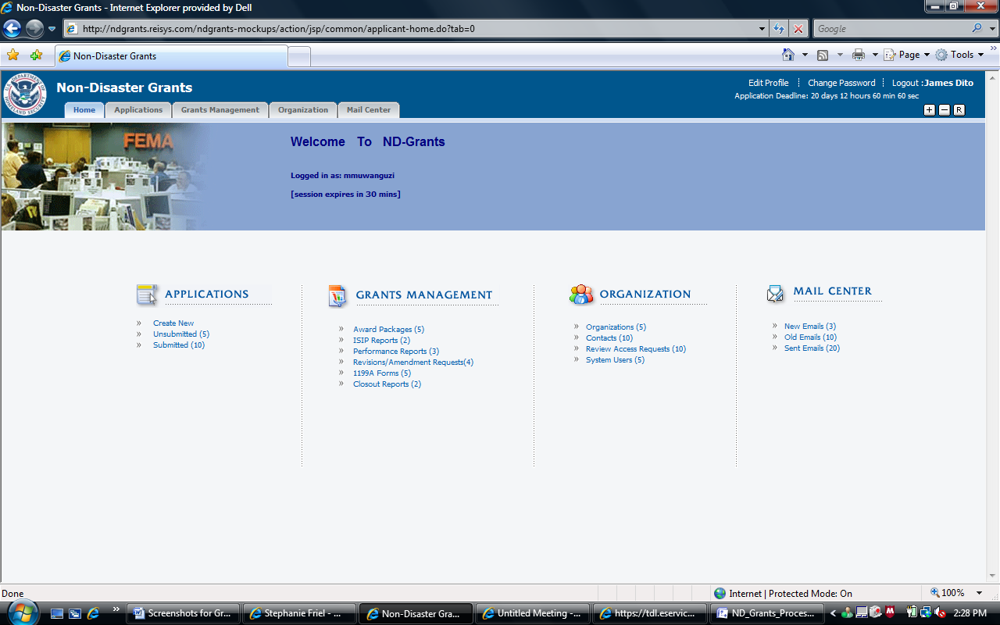 Non-Disaster Grants - Internet Explorer provided by Dell
http://ndgrants.reisys.com/ndgrants-mockups/action/jsp/common/applicant-home.do?tab=0
Google
Non-Disaster Grants
Page Tools
Non-Disaster Grants
Edit Profile Change Password Logout :James Dito
Application Deadline: 20 days 12 hours 60 min 60 sec
+ − R
Home Applications Grants Management Organization Mail Center
FEMA
Welcome To ND-Grants
Logged in as: mmuwanguzi
[session expires in 30 mins]
APPLICATIONS
» Create New
» Unsubmitted (5)
» Submitted (10)
GRANTS MANAGEMENT
» Award Packages (5)
» ISIP Reports (2)
» Performance Reports (3)
» Revisions/Amendment Requests(4)
» 1199A Forms (5)
» Closeout Reports (2)
ORGANIZATION
» Organizations (5)
» Contacts (10)
» Review Access Requests (10)
» System Users (5)
MAIL CENTER
» New Emails (3)
» Old Emails (10)
» Sent Emails (20)
Done
Internet | Protected Mode: On
100%
Screenshots for Gr... Stephanie Friel - ... Non-Disaster Gra... Untitled Meeting -... https://tdl.eservic... ND_Grants_Proces...
2:28 PM